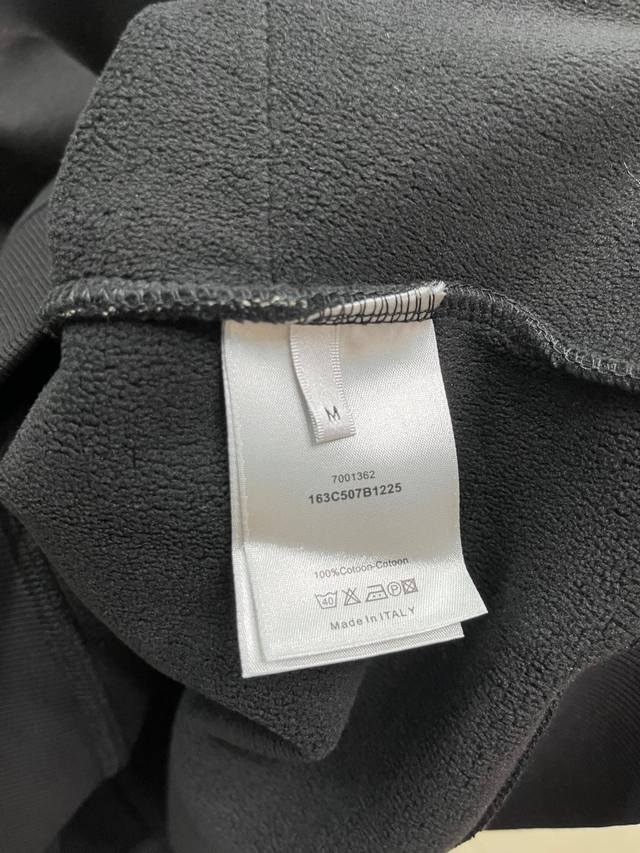 M
7001362
163C507B1225
100%Cotoon-Cotoon
40 P
Made In ITALY